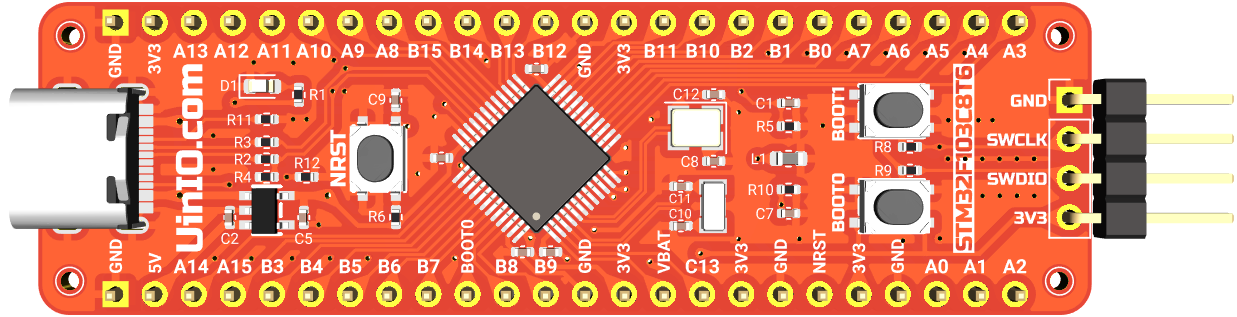 GND 3V3 A13 A12 A11 A10 A9 A8 B15 B14 B13 B12 GND 3V3 B11 B10 B2 B1 B0 A7 A6 A5 A4 A3
D1
R1
R11
R3
R2
R12
R4
C2
C5
UinIO.com
NRST
C9
R6
C12
C8
C11
C10
C1
R5
L1
R10
C7
BOOT1
R8
R9
BOOT0
STM32F103C8T6
GND
SWCLK
SWDIO
3V3
GND 5V A14 A15 B3 B4 B5 B6 B7 BOOT0 B8 B9 GND 3V3 VBAT C13 3V3 GND NRST 3V3 GND A0 A1 A2